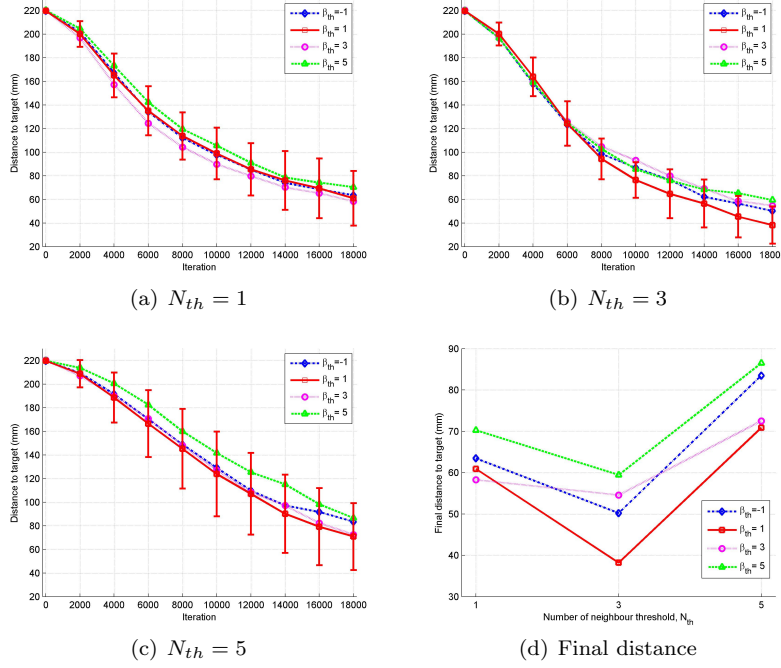 220
200
180
160
140
120
100
80
60
40
20
Distance to target (mm)
0 2000 4000 6000 8000 10000 12000 14000 16000 18000
Iteration
β_th=-1
β_th= 1
β_th= 3
β_th= 5
(a) N_th = 1
220
200
180
160
140
120
100
80
60
40
20
Distance to target (mm)
0 2000 4000 6000 8000 10000 12000 14000 16000 1800
Iteration
β_th=-1
β_th= 1
β_th= 3
β_th= 5
(b) N_th = 3
220
200
180
160
140
120
100
80
60
40
20
Distance to target (mm)
0 2000 4000 6000 8000 10000 12000 14000 16000 18000
Iteration
β_th=-1
β_th= 1
β_th= 3
β_th= 5
(c) N_th = 5
90
80
70
60
50
40
30
Final distance to target (mm)
1 3 5
Number of neighbour threshold, N_th
β_th=-1
β_th= 1
β_th= 3
β_th= 5
(d) Final distance